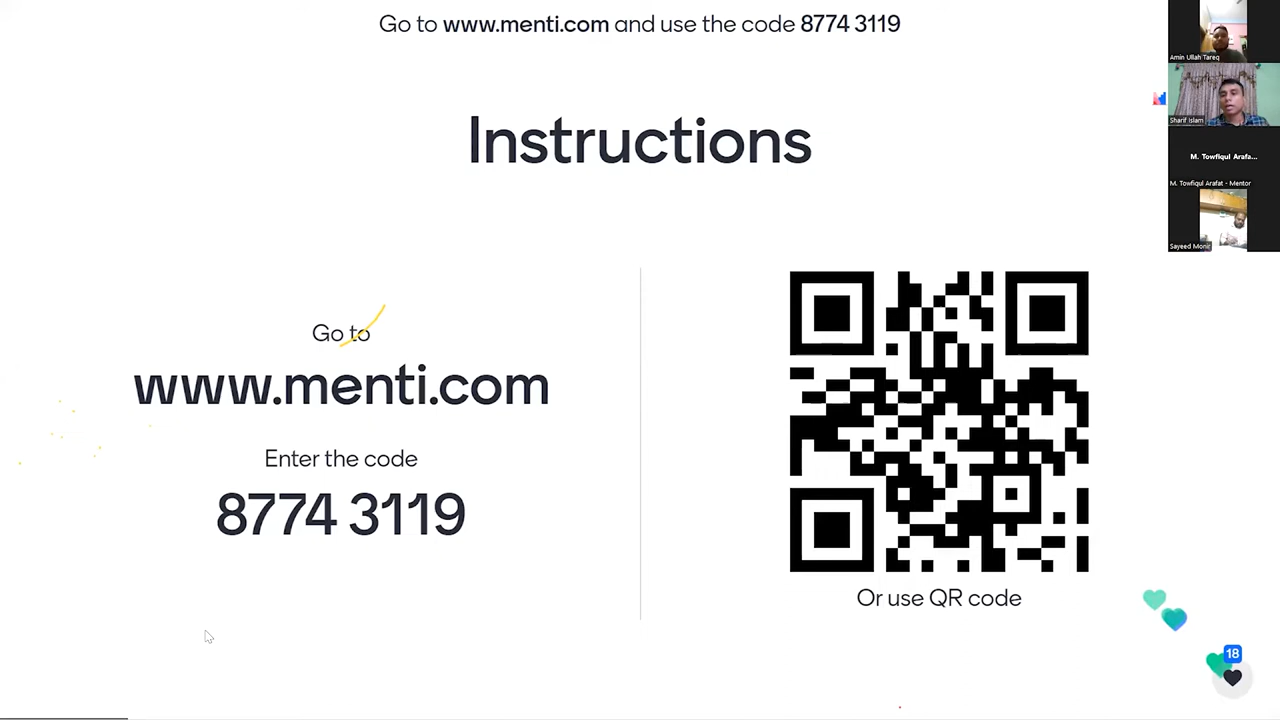 Go to www.menti.com and use the code 8774 3119
Instructions
Go to
www.menti.com
Enter the code
8774 3119
Or use QR code
18
Amin Ullah Tareq
Sharif Islam
M. Towfiqul Arafa...
M. Towfiqul Arafat - Mentor
Sayeed Monir